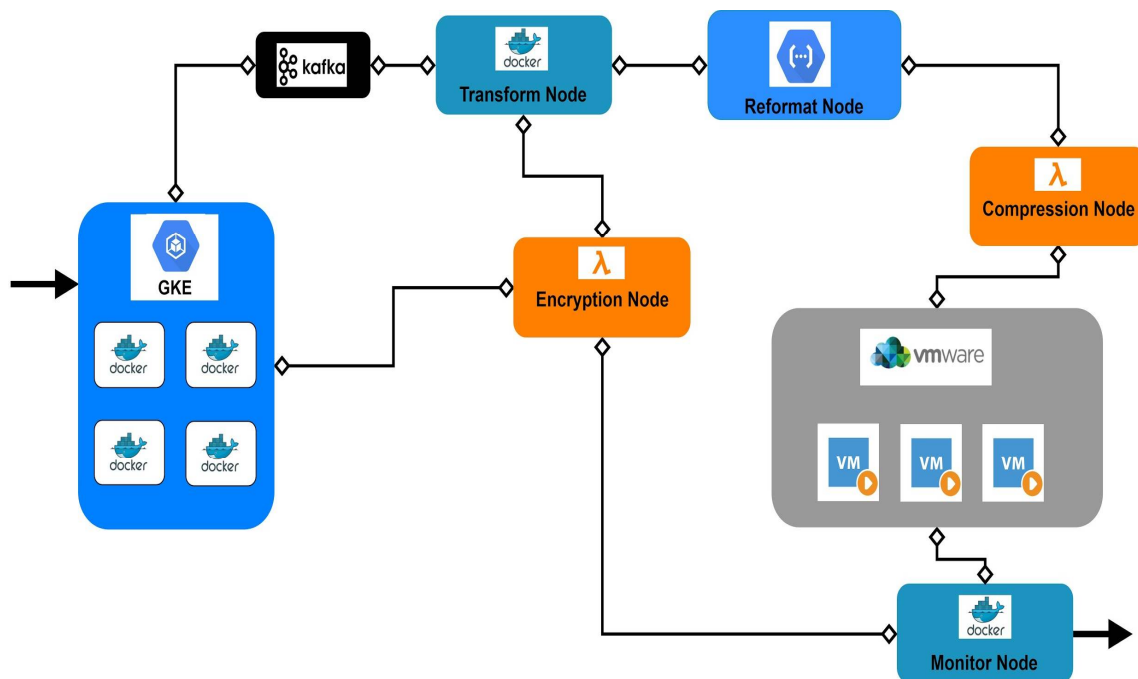 kafka
docker
Transform Node
Reformat Node
λ
Compression Node
GKE
λ
Encryption Node
docker
docker
docker
docker
vmware
VM
VM
VM
docker
Monitor Node